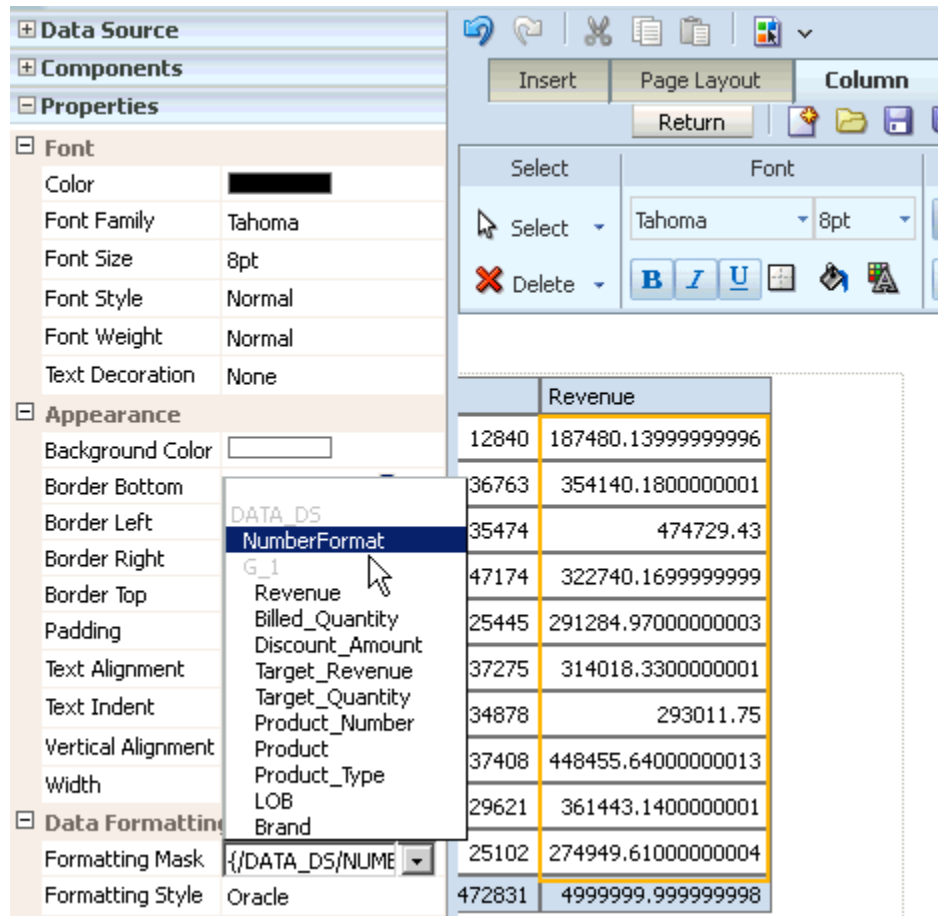 Data Source
Components
Properties
Font
Color
Font Family Tahoma
Font Size 8pt
Font Style Normal
Font Weight Normal
Text Decoration None
Appearance
Background Color
Border Bottom
Border Left
Border Right
Border Top
Padding
Text Alignment
Text Indent
Vertical Alignment
Width
Data Formatting
Formatting Mask {/DATA_DS/NUME
Formatting Style Oracle
DATA_DS
NumberFormat
G_1
Revenue
Billed_Quantity
Discount_Amount
Target_Revenue
Target_Quantity
Product_Number
Product
Product_Type
LOB
Brand
Insert Page Layout Column
Return
Select Font
Select Tahoma 8pt
Delete B I U
Revenue
12840 187480.13999999996
36763 354140.1800000001
35474 474729.43
47174 322740.1699999999
25445 291284.97000000003
37275 314018.3300000001
34878 293011.75
37408 448455.64000000013
29621 361443.1400000001
25102 274949.61000000004
472831 4999999.999999998